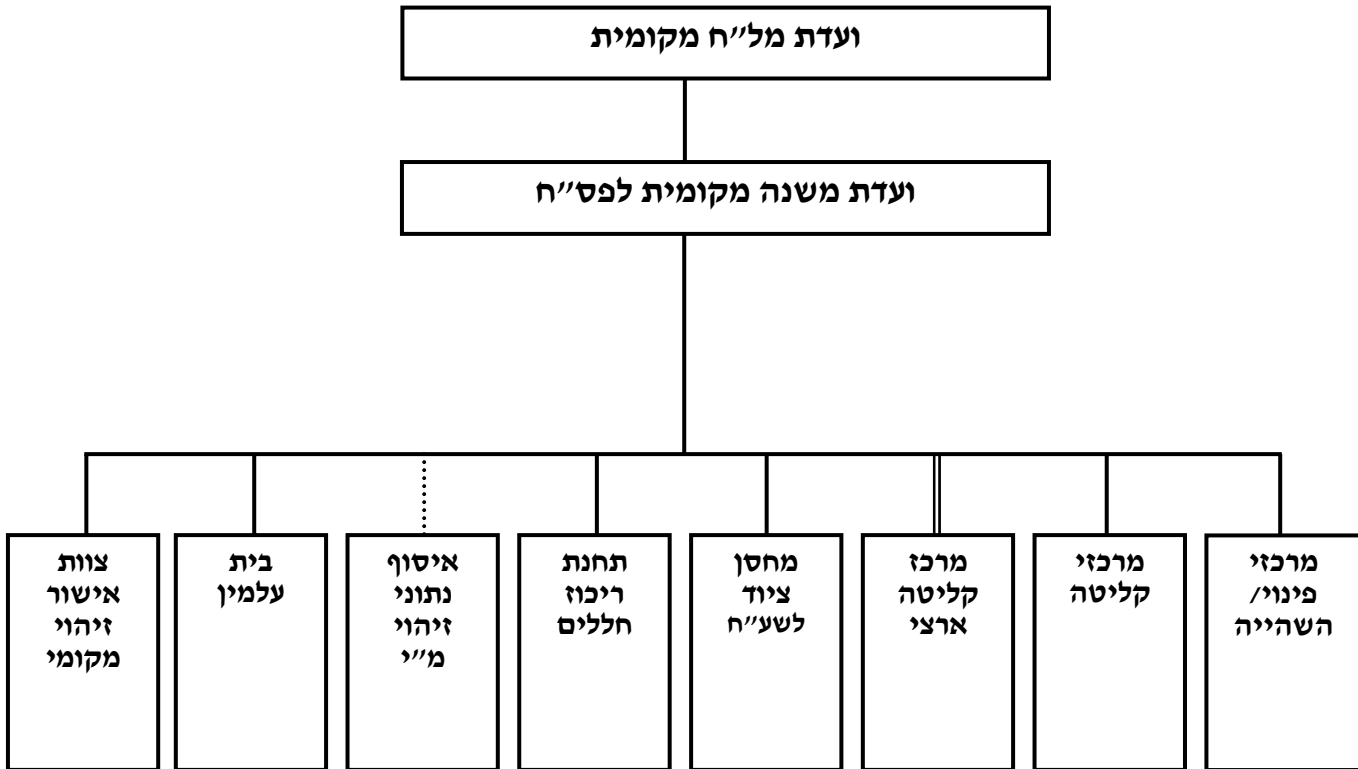 ועדת מל״ח מקומית
ועדת משנה מקומית לפס״ח
מרכזי
פינוי/
השהייה
מרכזי
קליטה
מרכז
קליטה
ארצי
מחסן
ציוד
לשע״ח
תחנת
ריכוז
חללים
איסוף
נתוני
זיהוי
מ״י
בית
עלמין
צוות
אישור
זיהוי
מקומי